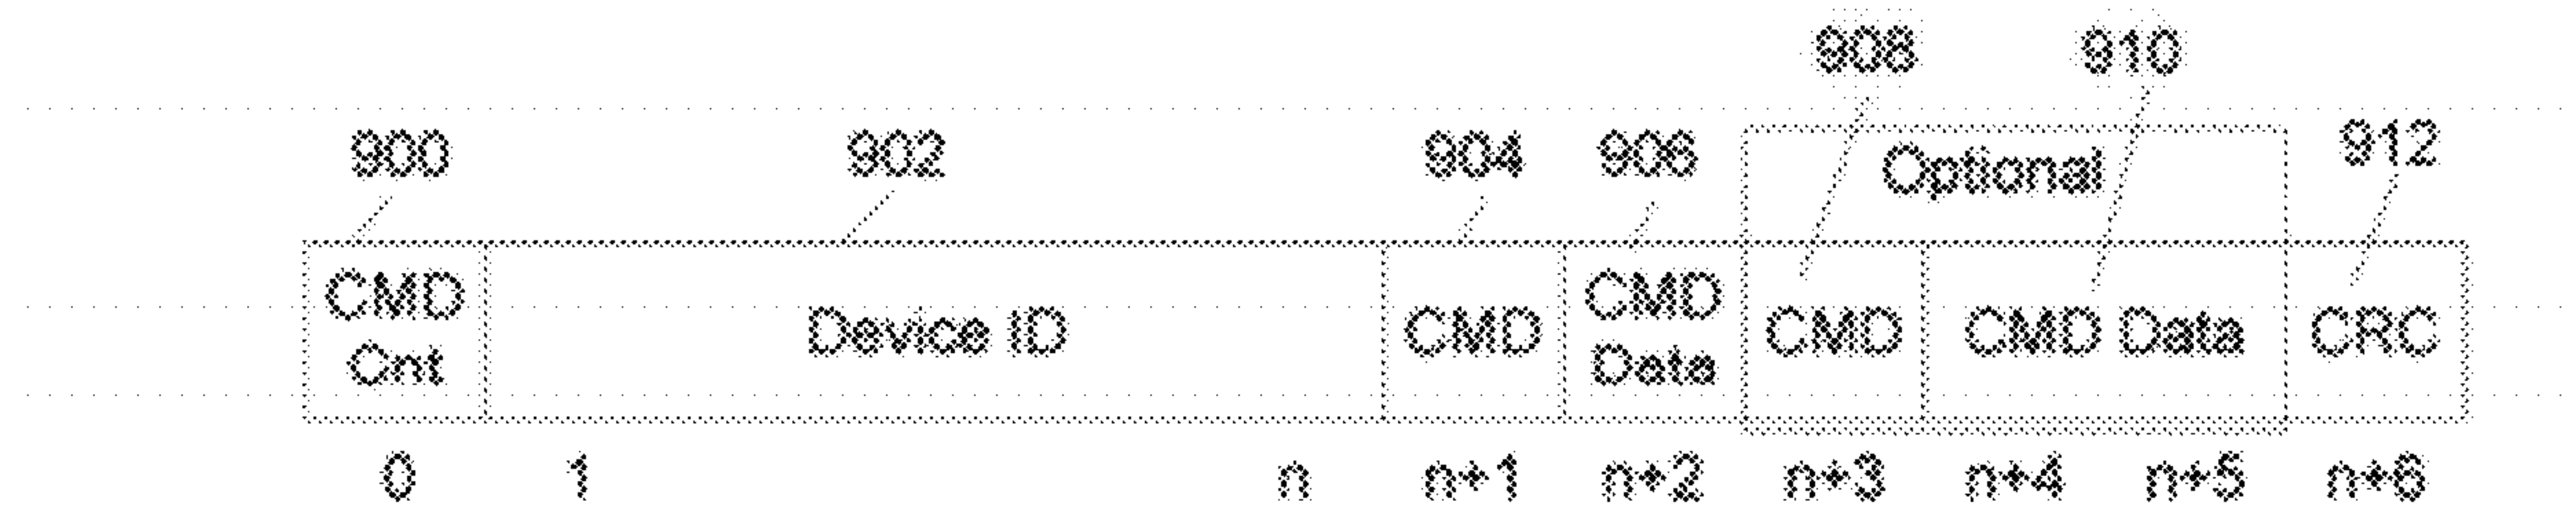 908 910
900 902 904 906 Optional 912
CMD Cnt Device ID CMD CMD Data CMD CMD Data CRC
0 1 n n+1 n+2 n+3 n+4 n+5 n+6